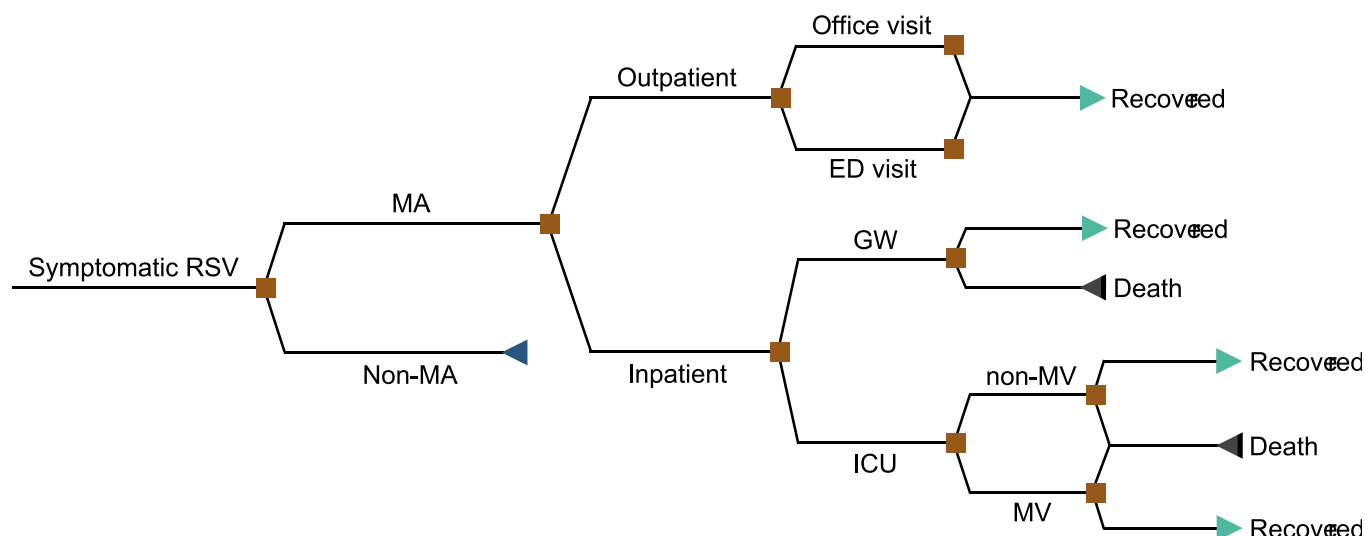 Office visit
Outpatient
Recovered
ED visit
MA
Recovered
GW
Symptomatic RSV
Death
Recovered
Non-MA
Inpatient
non-MV
Death
ICU
MV
Recovered